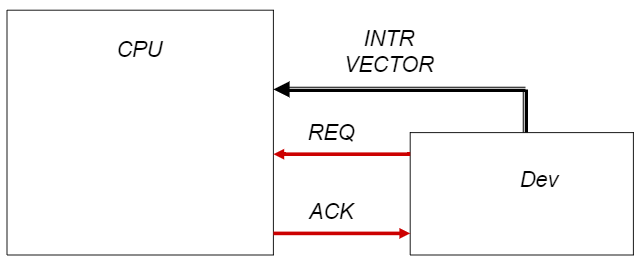 CPU
INTR
VECTOR
REQ
Dev
ACK